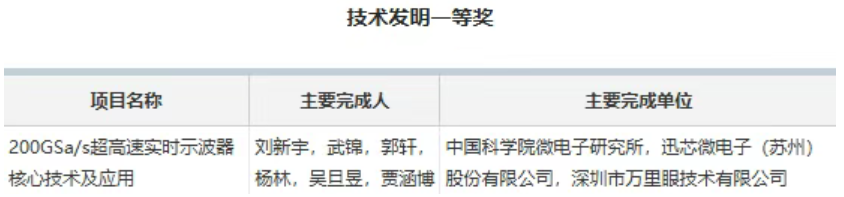 技术发明一等奖
项目名称 主要完成人 主要完成单位
200GSa/s超高速实时示波器 刘新宇，武锦，郭轩， 中国科学院微电子研究所，迅芯微电子（苏州）
核心技术及应用 杨林，吴旦昱，贾涵博 股份有限公司，深圳市万里眼技术有限公司